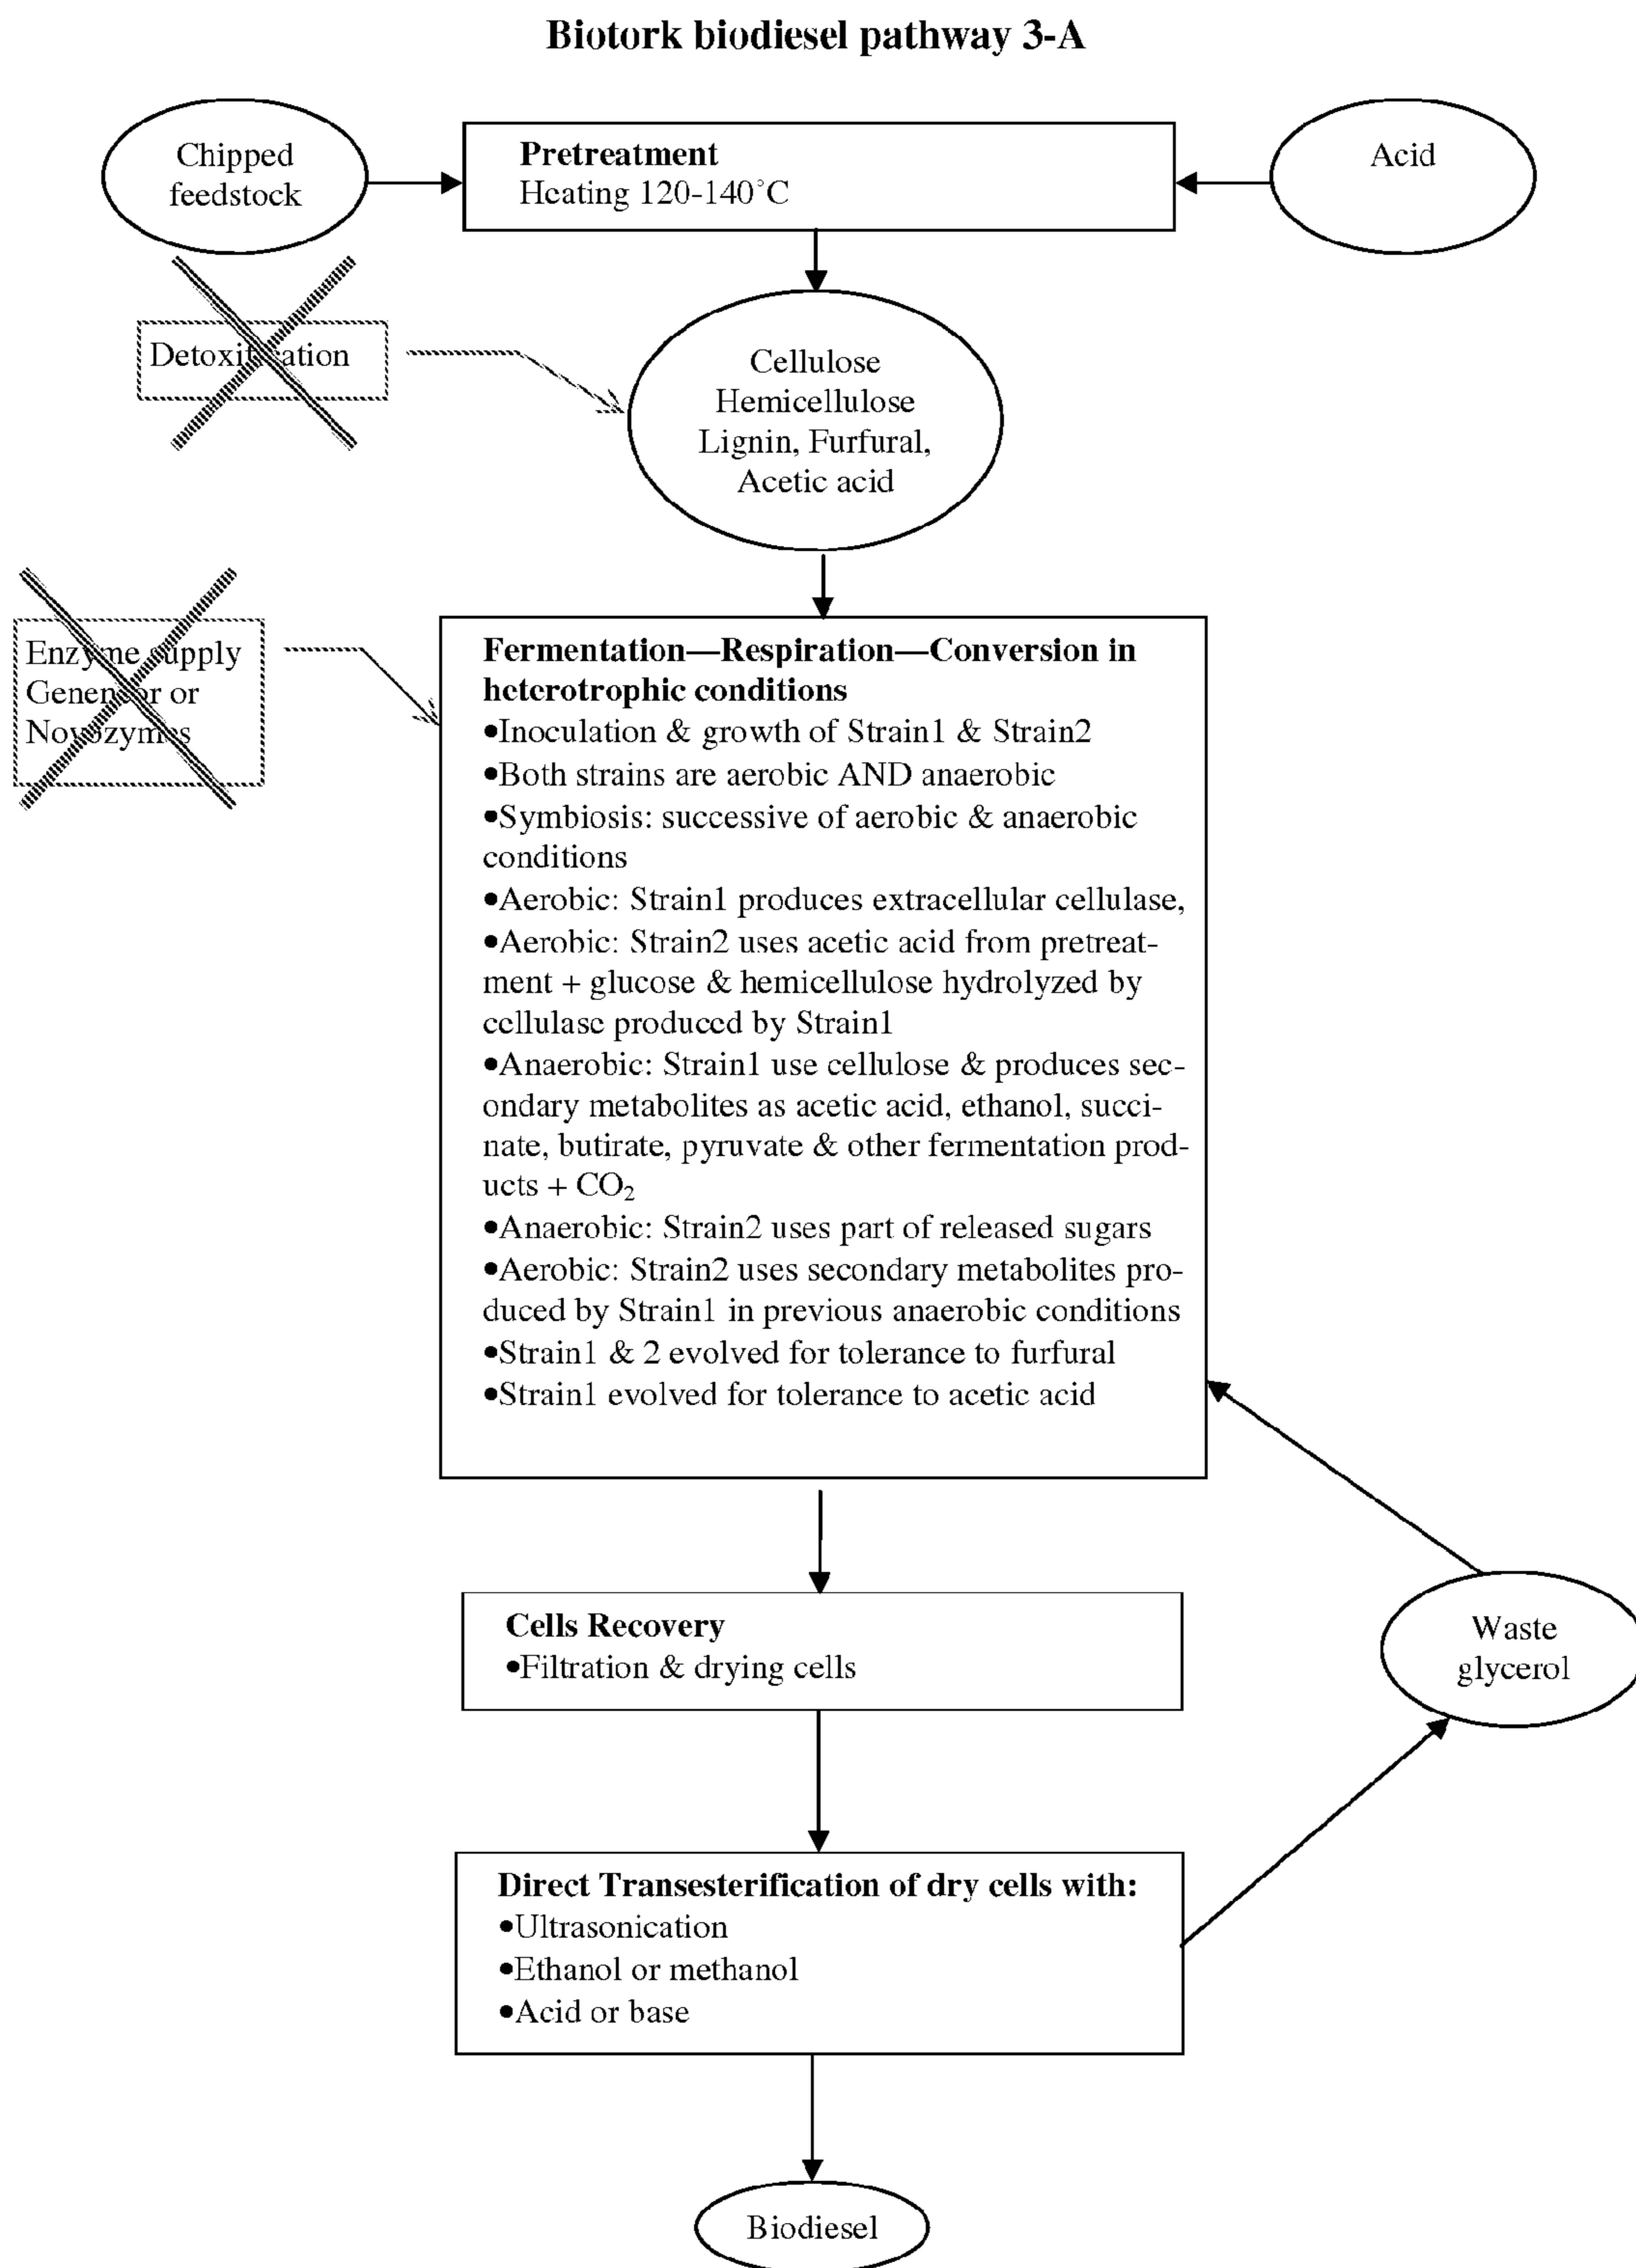 Biotork biodiesel pathway 3-A
Chipped
feedstock
Pretreatment
Heating 120-140°C
Acid
Detoxification
Cellulose
Hemicellulose
Lignin, Furfural,
Acetic acid
Enzyme supply
Genencor or
Novozymes
Fermentation—Respiration—Conversion in
heterotrophic conditions
•Inoculation & growth of Strain1 & Strain2
•Both strains are aerobic AND anaerobic
•Symbiosis: successive of aerobic & anaerobic
conditions
•Aerobic: Strain1 produces extracellular cellulase,
•Aerobic: Strain2 uses acetic acid from pretreat-
ment + glucose & hemicellulose hydrolyzed by
cellulase produced by Strain1
•Anaerobic: Strain1 use cellulose & produces sec-
ondary metabolites as acetic acid, ethanol, succi-
nate, butirate, pyruvate & other fermentation prod-
ucts + CO₂
•Anaerobic: Strain2 uses part of released sugars
•Aerobic: Strain2 uses secondary metabolites pro-
duced by Strain1 in previous anaerobic conditions
•Strain1 & 2 evolved for tolerance to furfural
•Strain1 evolved for tolerance to acetic acid
Cells Recovery
•Filtration & drying cells
Waste
glycerol
Direct Transesterification of dry cells with:
•Ultrasonication
•Ethanol or methanol
•Acid or base
Biodiesel